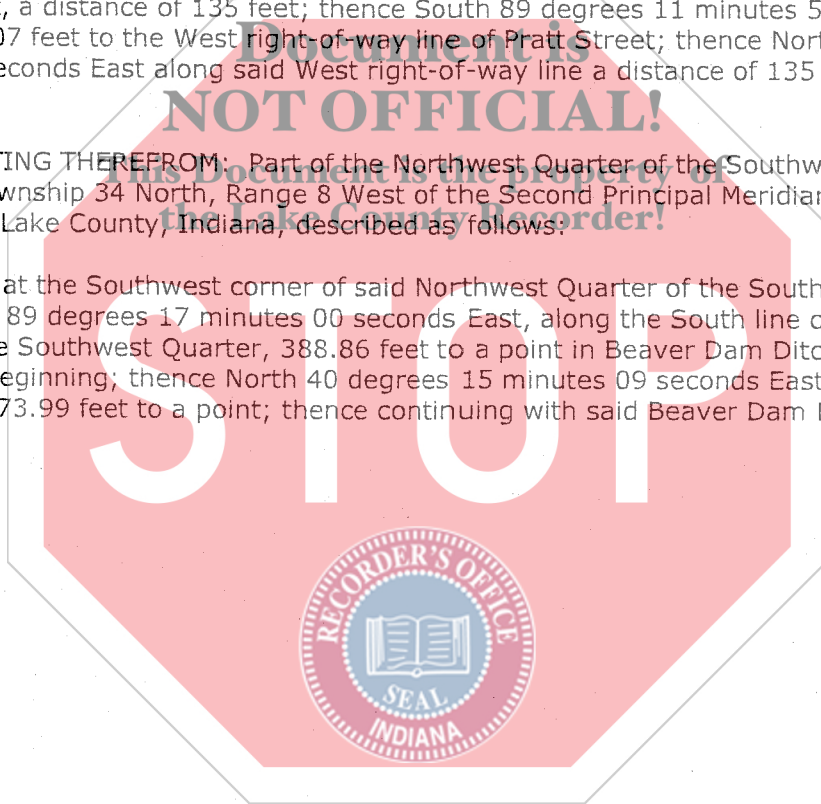 , a distance of 135 feet; thence South 89 degrees 11 minutes 5
07 feet to the West right-of-way line of Pratt Street; thence Nort
econds East along said West right-of-way line a distance of 135
Document is
NOT OFFICIAL!
This Document is the property of
the Lake County Recorder!
TING THEREFROM: Part of the Northwest Quarter of the Southw
wnship 34 North, Range 8 West of the Second Principal Meridian
Lake County, Indiana, described as follows:
at the Southwest corner of said Northwest Quarter of the South
89 degrees 17 minutes 00 seconds East, along the South line o
e Southwest Quarter, 388.86 feet to a point in Beaver Dam Ditc
eginning; thence North 40 degrees 15 minutes 09 seconds East
73.99 feet to a point; thence continuing with said Beaver Dam
STOP
RECORDER'S OFFICE
SEAL
INDIANA